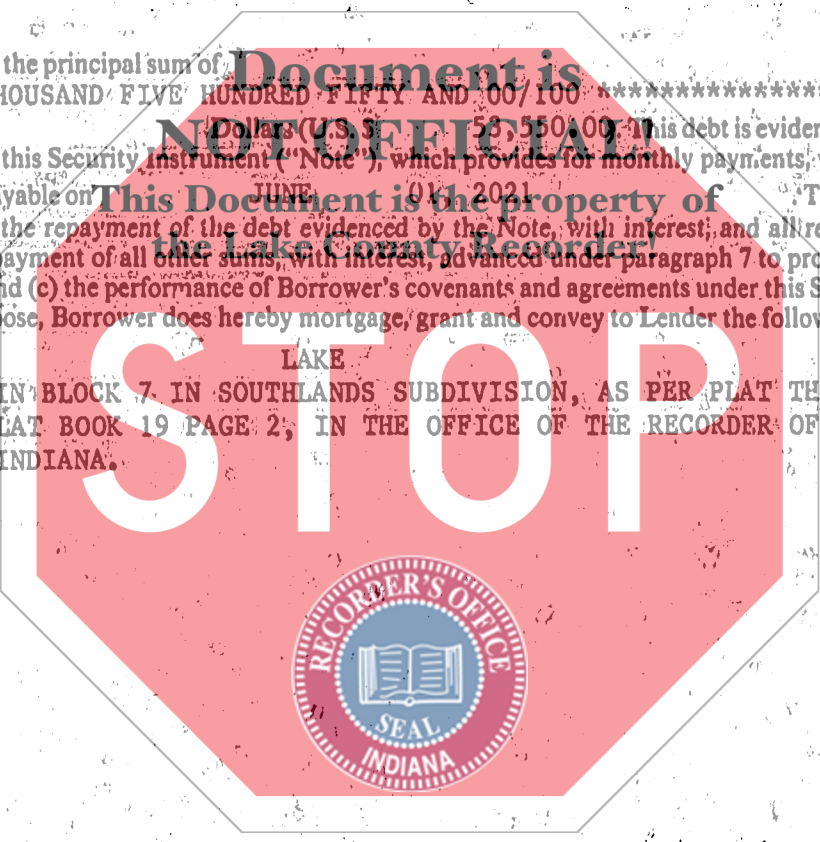 the principal sum of
Document is
HOUSAND FIVE HUNDRED FIFTY AND 00/100 *****************
NOT OFFICIAL!
Dollars (U.S.$ 58,550.00). This debt is eviden
this Security Instrument ("Note"), which provides for monthly payments,
yable on JUNE 01, 2021 . T
This Document is the property of
the repayment of the debt evidenced by the Note, with interest, and all re
the Lake County Recorder!
ayment of all other sums, with interest, advanced under paragraph 7 to pro
nd (c) the performance of Borrower's covenants and agreements under this S
ose, Borrower does hereby mortgage, grant and convey to Lender the follow
LAKE
IN BLOCK 7 IN SOUTHLANDS SUBDIVISION, AS PER PLAT TH
LAT BOOK 19 PAGE 2, IN THE OFFICE OF THE RECORDER OF
INDIANA.
STOP
RECORDER'S OFFICE
SEAL
INDIANA